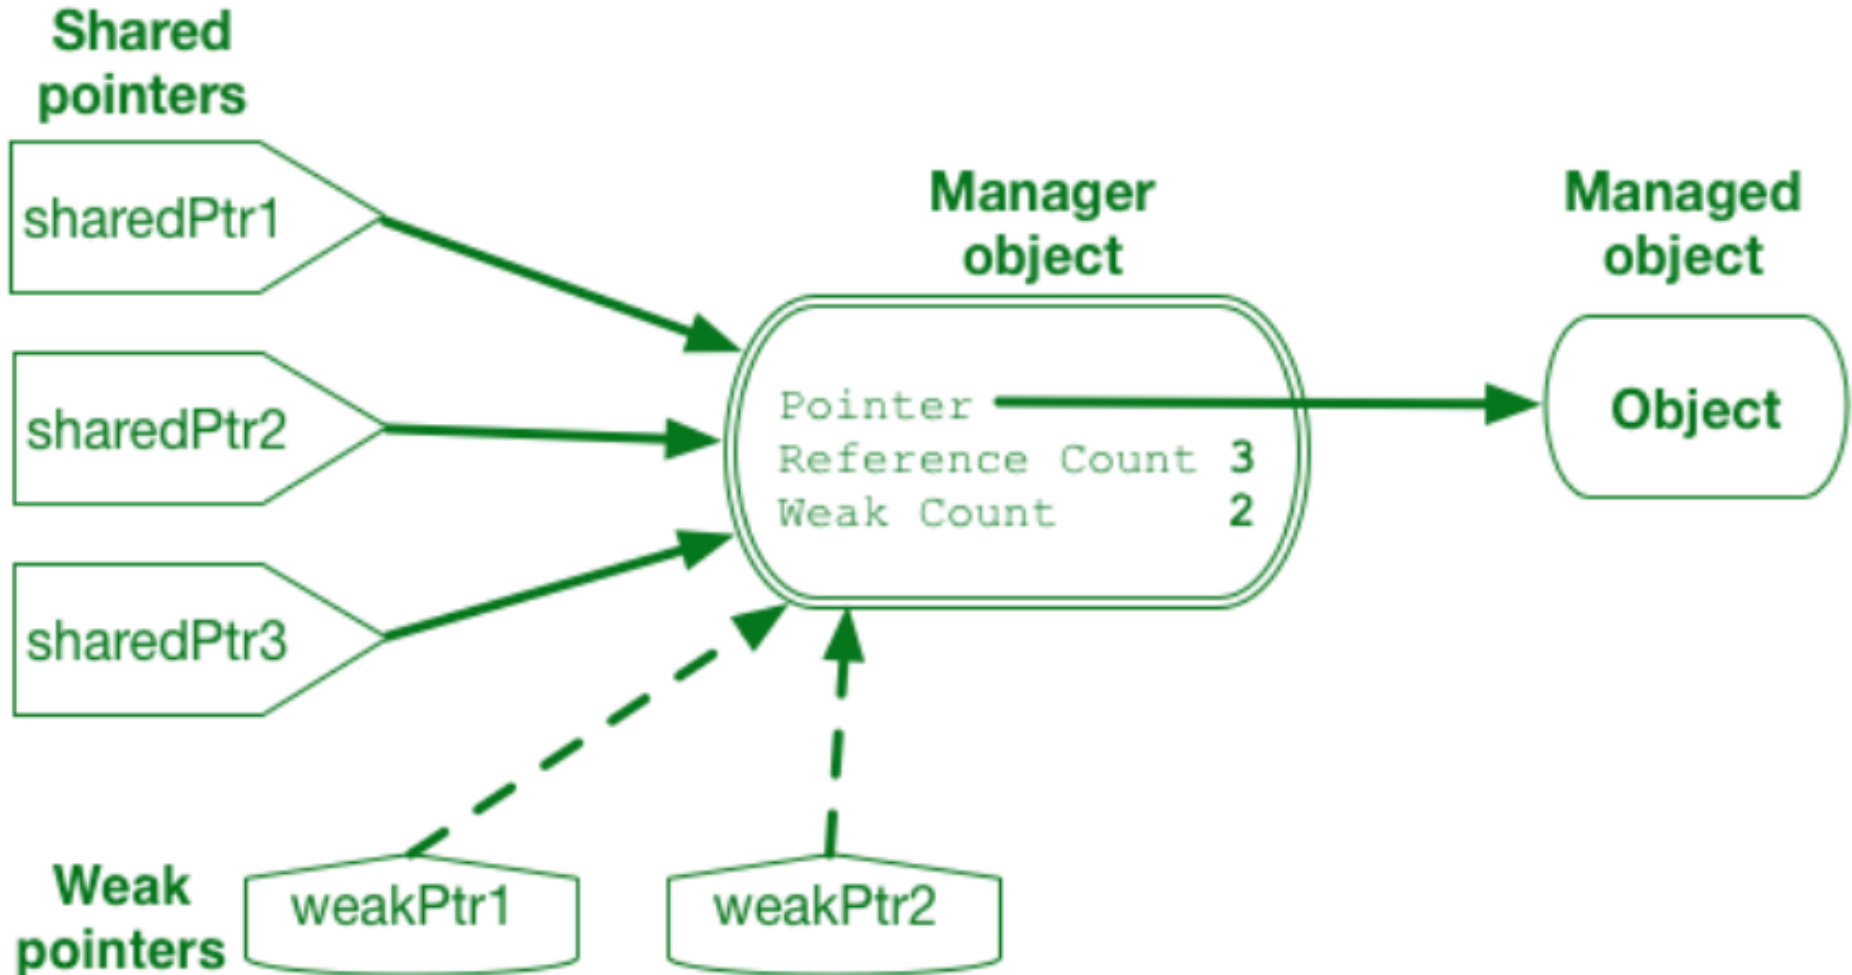 Shared
pointers
sharedPtr1
sharedPtr2
sharedPtr3
Manager
object
Pointer
Reference Count 3
Weak Count 2
Managed
object
Object
Weak
pointers
weakPtr1
weakPtr2